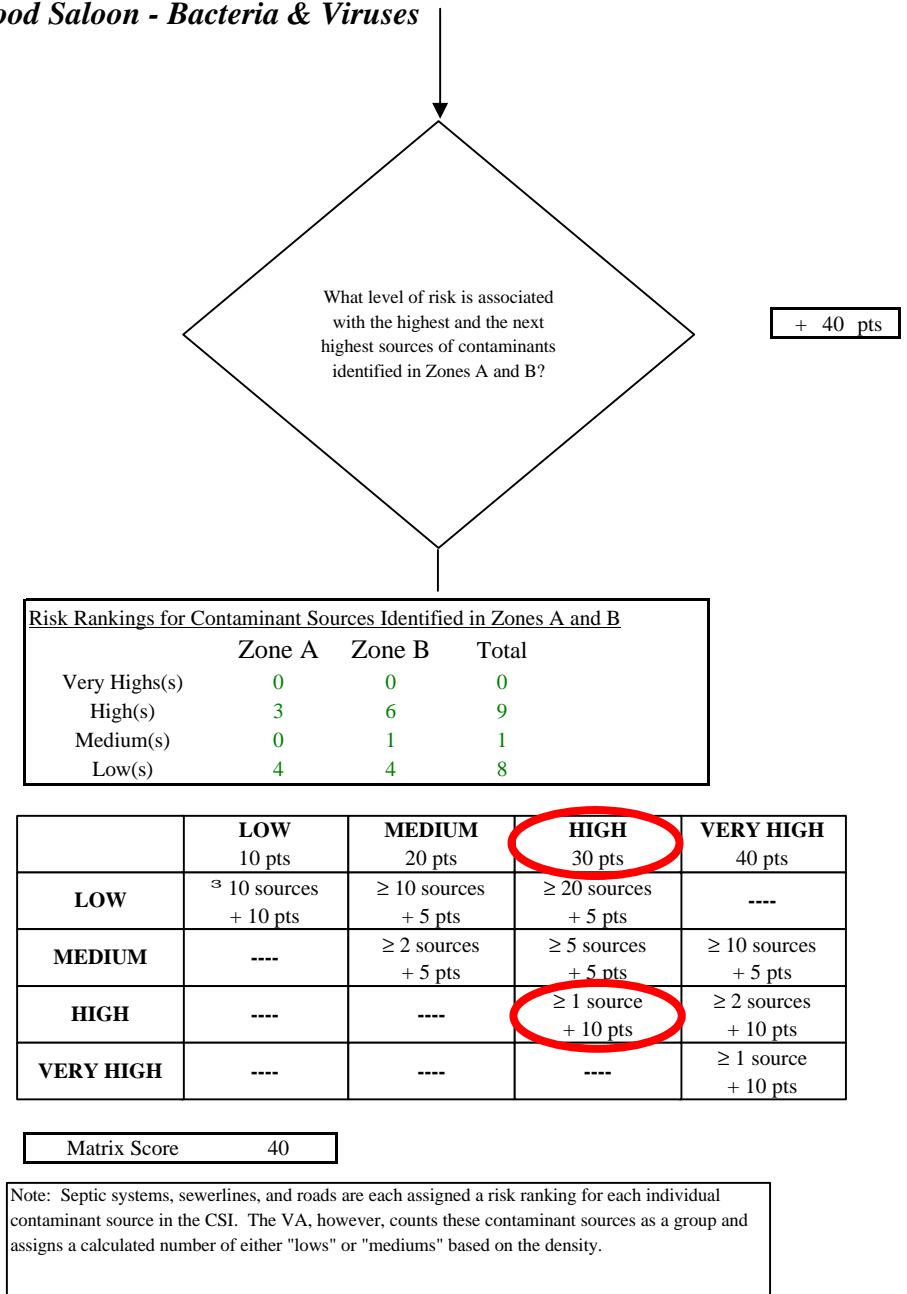 ood Saloon - Bacteria & Viruses
What level of risk is associated
with the highest and the next
highest sources of contaminants
identified in Zones A and B?
+ 40 pts
Risk Rankings for Contaminant Sources Identified in Zones A and B
Zone A Zone B Total
Very Highs(s) 0 0 0
High(s) 3 6 9
Medium(s) 0 1 1
Low(s) 4 4 8
LOW MEDIUM HIGH VERY HIGH
10 pts 20 pts 30 pts 40 pts
LOW ³ 10 sources ≥ 10 sources ≥ 20 sources ----
+ 10 pts + 5 pts + 5 pts
MEDIUM ---- ≥ 2 sources ≥ 5 sources ≥ 10 sources
+ 5 pts + 5 pts + 5 pts
HIGH ---- ---- ≥ 1 source ≥ 2 sources
+ 10 pts + 10 pts
VERY HIGH ---- ---- ---- ≥ 1 source
+ 10 pts
Matrix Score 40
Note: Septic systems, sewerlines, and roads are each assigned a risk ranking for each individual
contaminant source in the CSI. The VA, however, counts these contaminant sources as a group and
assigns a calculated number of either "lows" or "mediums" based on the density.